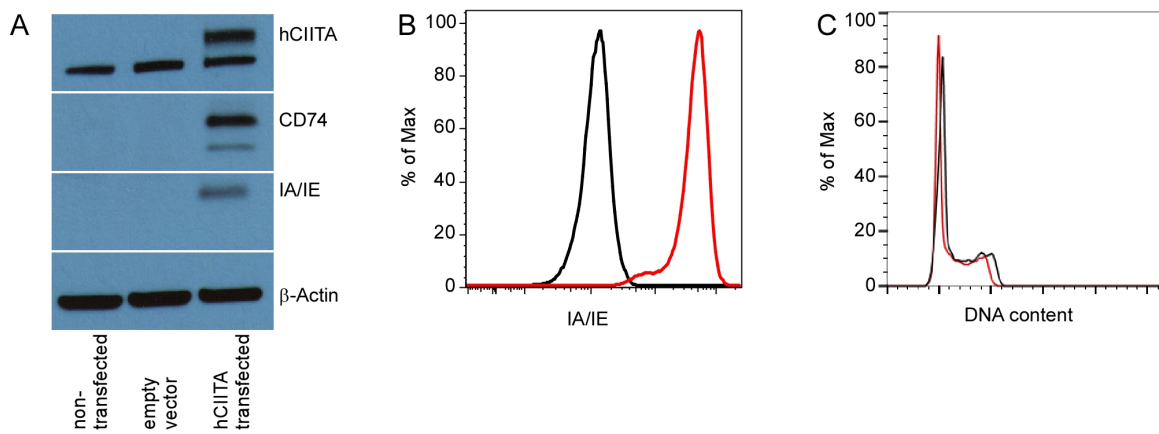 A
hCIITA
CD74
IA/IE
β-Actin
non-
transfected
empty
vector
hCIITA
transfected
B
% of Max
100
80
60
40
20
0
IA/IE
C
% of Max
100
80
60
40
20
0
DNA content